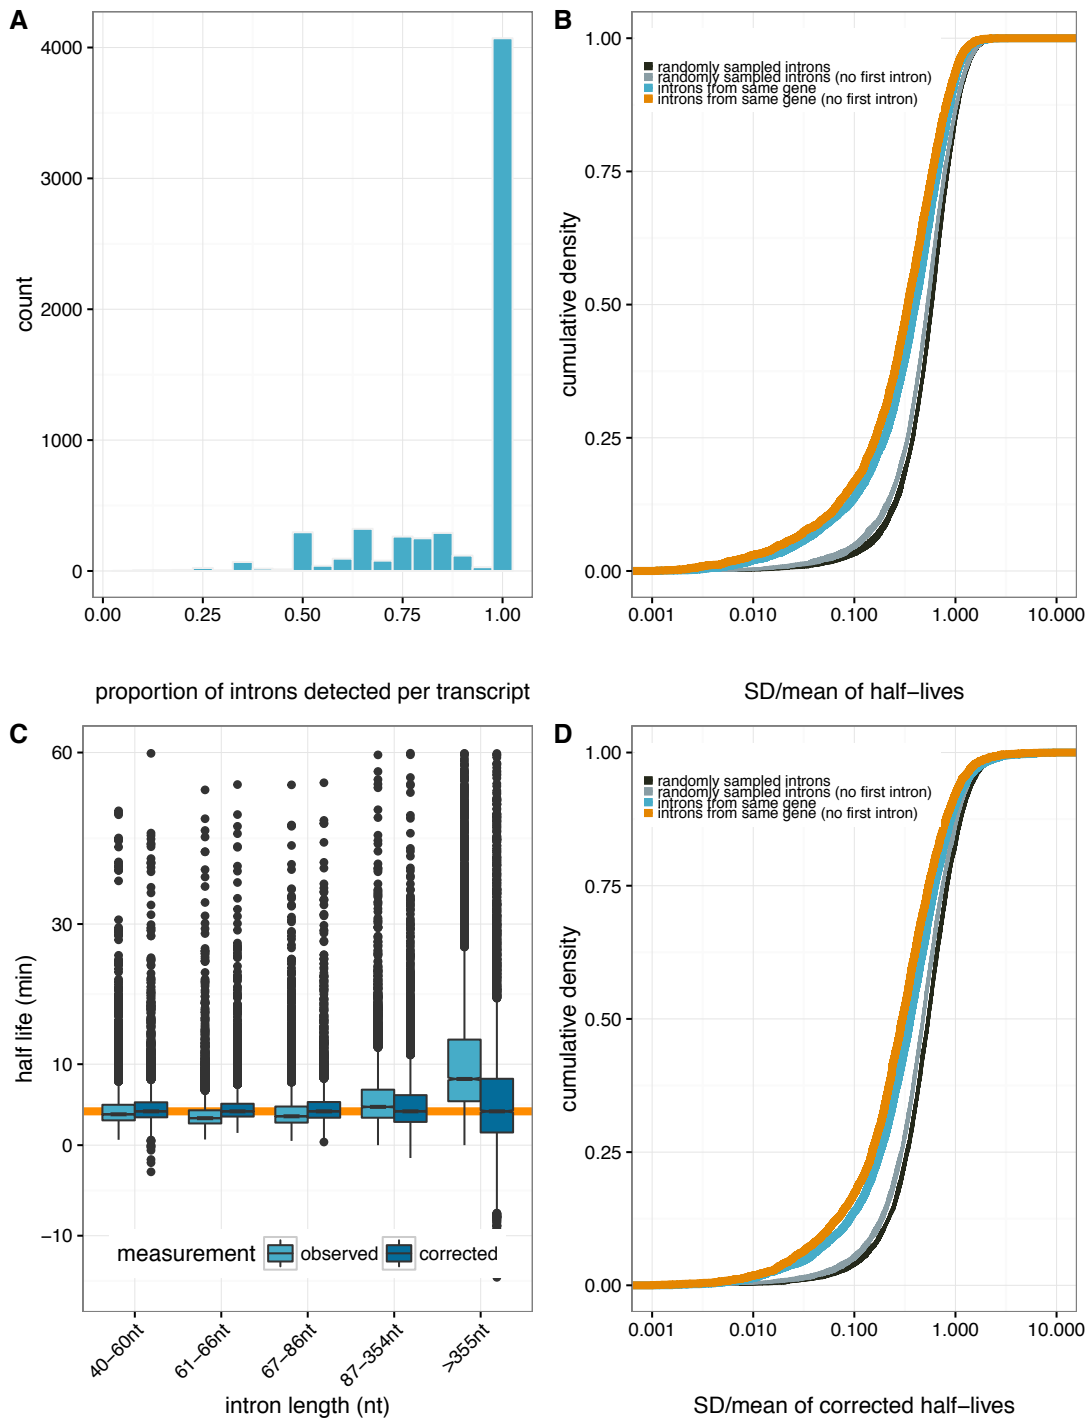 A
4000
3000
2000
1000
0
count
0.00 0.25 0.50 0.75 1.00
proportion of introns detected per transcript
B
1.00
0.75
0.50
0.25
0.00
cumulative density
randomly sampled introns
randomly sampled introns (no first intron)
introns from same gene
introns from same gene (no first intron)
0.001 0.010 0.100 1.000 10.000
SD/mean of half−lives
C
60
30
10
0
−10
half life (min)
measurement observed corrected
40−60nt 61−66nt 67−86nt 87−354nt >355nt
intron length (nt)
D
1.00
0.75
0.50
0.25
0.00
cumulative density
randomly sampled introns
randomly sampled introns (no first intron)
introns from same gene
introns from same gene (no first intron)
0.001 0.010 0.100 1.000 10.000
SD/mean of corrected half−lives